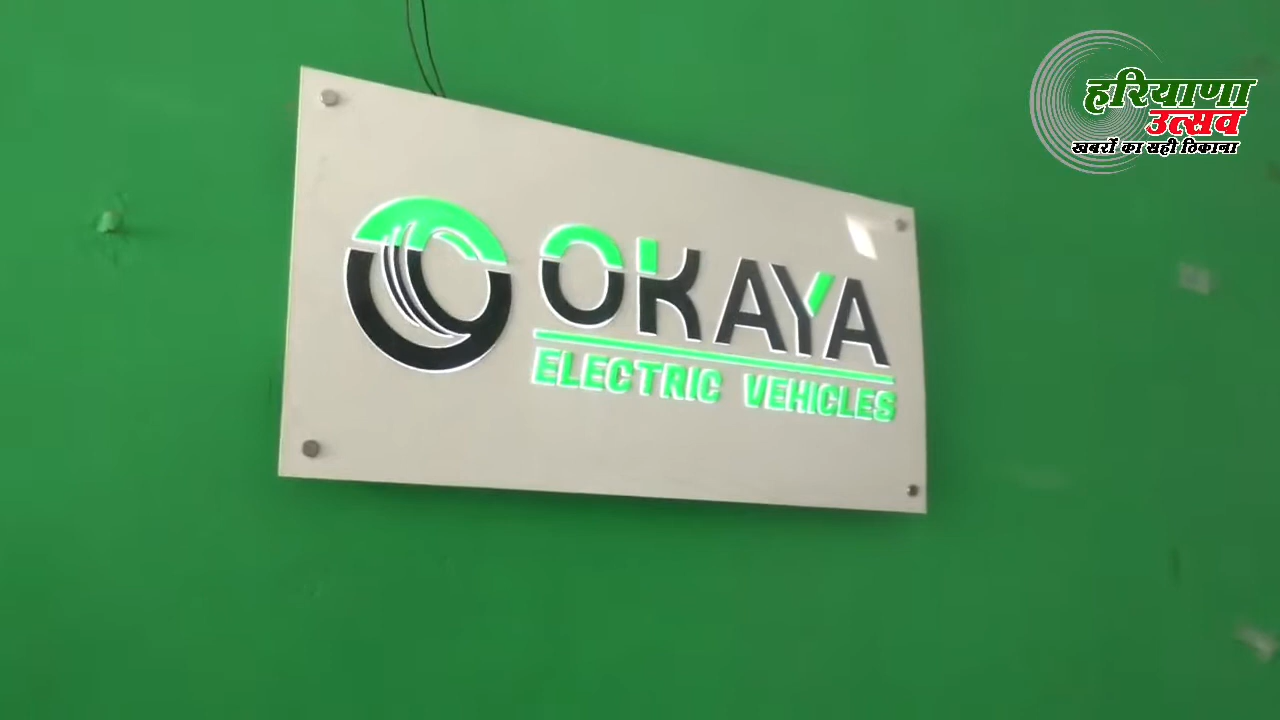 हरियाणा
उत्सव
खबरों का सही ठिकाना
OKAYA
ELECTRIC VEHICLES